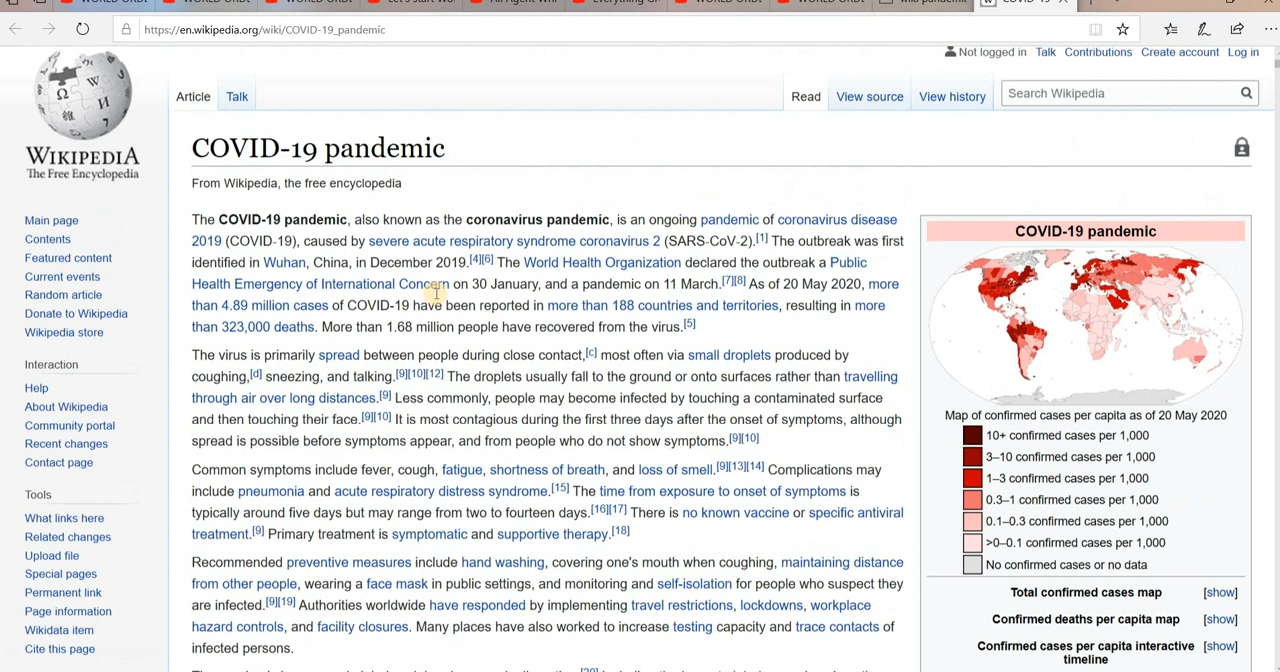 WORLD ORDI
WORLD ORDI
WORLD ORDI
Let's start wo
AI Agent Whi
Everything Of
WORLD ORDI
WORLD ORDI
wiki pandemi
COVID-19
https://en.wikipedia.org/wiki/COVID-19_pandemic
Not logged in Talk Contributions Create account Log in
Article Talk Read View source View history Search Wikipedia
WIKIPEDIA
The Free Encyclopedia
Main page
Contents
Featured content
Current events
Random article
Donate to Wikipedia
Wikipedia store
Interaction
Help
About Wikipedia
Community portal
Recent changes
Contact page
Tools
What links here
Related changes
Upload file
Special pages
Permanent link
Page information
Wikidata item
Cite this page
COVID-19 pandemic
From Wikipedia, the free encyclopedia
The COVID-19 pandemic, also known as the coronavirus pandemic, is an ongoing pandemic of coronavirus disease
2019 (COVID-19), caused by severe acute respiratory syndrome coronavirus 2 (SARS-CoV-2).[1] The outbreak was first
identified in Wuhan, China, in December 2019.[4][6] The World Health Organization declared the outbreak a Public
Health Emergency of International Concern on 30 January, and a pandemic on 11 March.[7][8] As of 20 May 2020, more
than 4.89 million cases of COVID-19 have been reported in more than 188 countries and territories, resulting in more
than 323,000 deaths. More than 1.68 million people have recovered from the virus.[5]
The virus is primarily spread between people during close contact,[c] most often via small droplets produced by
coughing,[d] sneezing, and talking.[9][10][12] The droplets usually fall to the ground or onto surfaces rather than travelling
through air over long distances.[9] Less commonly, people may become infected by touching a contaminated surface
and then touching their face.[9][10] It is most contagious during the first three days after the onset of symptoms, although
spread is possible before symptoms appear, and from people who do not show symptoms.[9][10]
Common symptoms include fever, cough, fatigue, shortness of breath, and loss of smell.[9][13][14] Complications may
include pneumonia and acute respiratory distress syndrome.[15] The time from exposure to onset of symptoms is
typically around five days but may range from two to fourteen days.[16][17] There is no known vaccine or specific antiviral
treatment.[9] Primary treatment is symptomatic and supportive therapy.[18]
Recommended preventive measures include hand washing, covering one's mouth when coughing, maintaining distance
from other people, wearing a face mask in public settings, and monitoring and self-isolation for people who suspect they
are infected.[9][19] Authorities worldwide have responded by implementing travel restrictions, lockdowns, workplace
hazard controls, and facility closures. Many places have also worked to increase testing capacity and trace contacts of
infected persons.
COVID-19 pandemic
Map of confirmed cases per capita as of 20 May 2020
10+ confirmed cases per 1,000
3–10 confirmed cases per 1,000
1–3 confirmed cases per 1,000
0.3–1 confirmed cases per 1,000
0.1–0.3 confirmed cases per 1,000
>0–0.1 confirmed cases per 1,000
No confirmed cases or no data
Total confirmed cases map [show]
Confirmed deaths per capita map [show]
Confirmed cases per capita interactive [show]
timeline